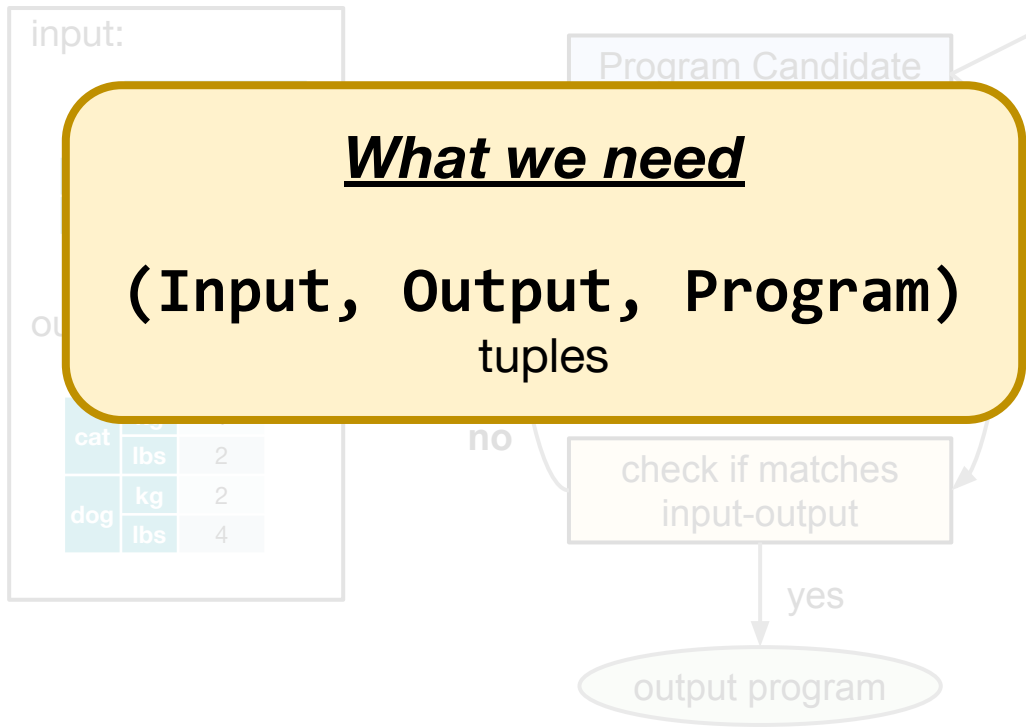 input:
Program Candidate
What we need
(Input, Output, Program)
tuples
ou
cat
lbs 2
dog
kg 2
lbs 4
no
check if matches
input-output
yes
output program